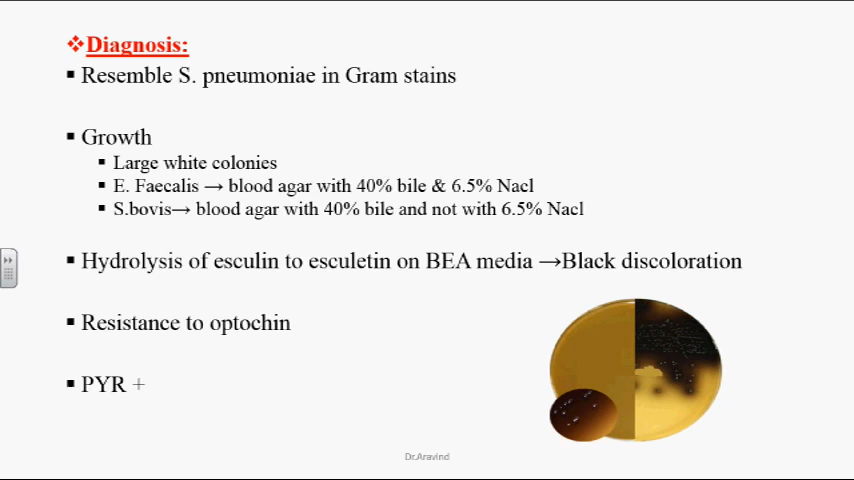 Diagnosis:
Resemble S. pneumoniae in Gram stains
Growth
Large white colonies
E. Faecalis → blood agar with 40% bile & 6.5% Nacl
S.bovis→ blood agar with 40% bile and not with 6.5% Nacl
Hydrolysis of esculin to esculetin on BEA media →Black discoloration
Resistance to optochin
PYR +
Dr.Aravind